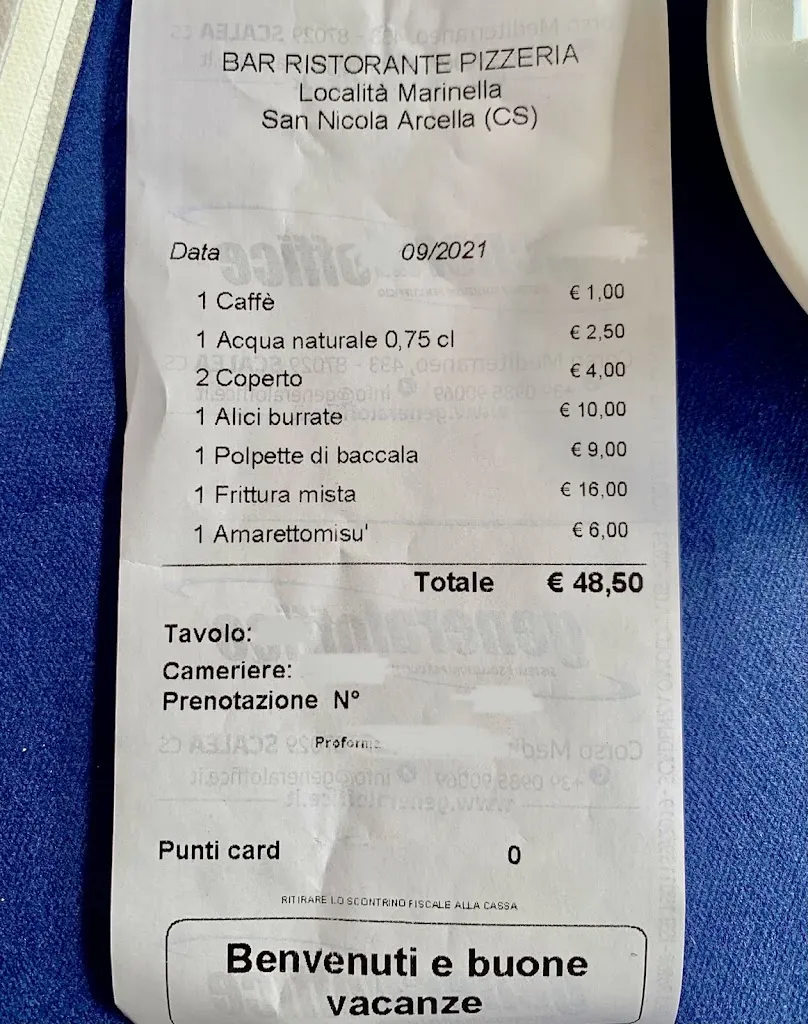 BAR RISTORANTE PIZZERIA
Località Marinella
San Nicola Arcella (CS)
Data 09/2021
1 Caffè € 1,00
1 Acqua naturale 0,75 cl € 2,50
2 Coperto € 4,00
1 Alici burrate € 10,00
1 Polpette di baccala € 9,00
1 Frittura mista € 16,00
1 Amarettomisu' € 6,00
Totale € 48,50
Tavolo:
Cameriere:
Prenotazione N°
Proforma
Punti card 0
RITIRARE LO SCONTRINO FISCALE ALLA CASSA
Benvenuti e buone
vacanze